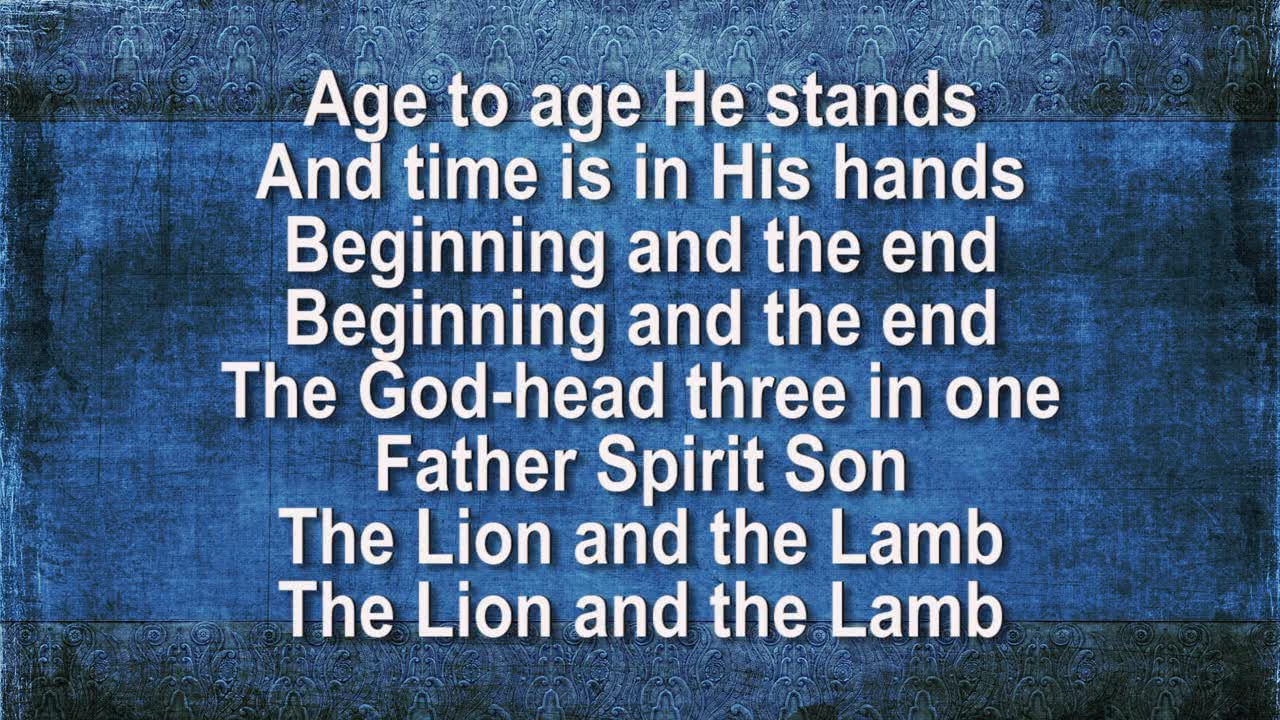 Age to age He stands
And time is in His hands
Beginning and the end
Beginning and the end
The God-head three in one
Father Spirit Son
The Lion and the Lamb
The Lion and the Lamb